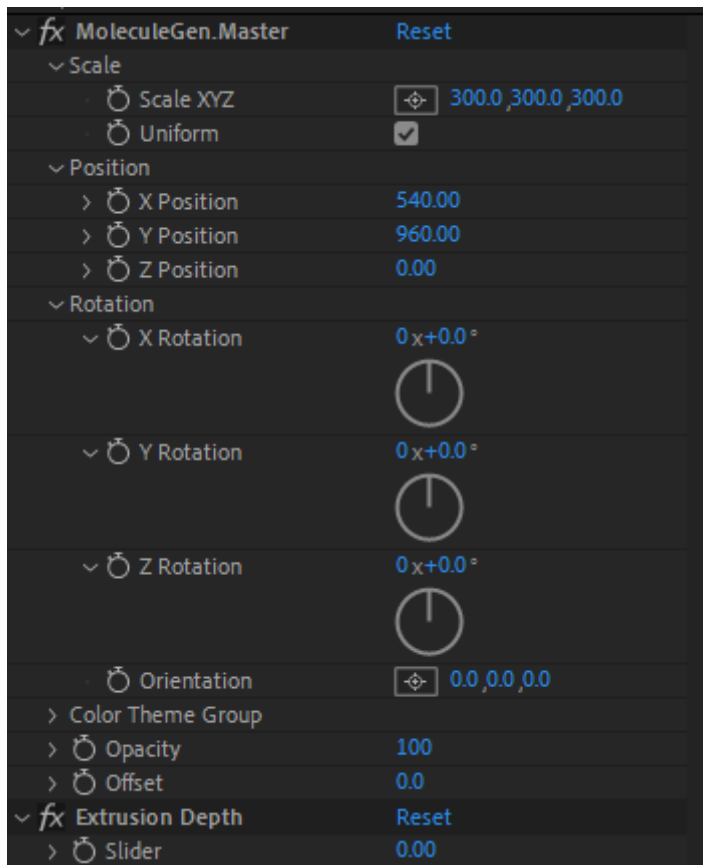 fx MoleculeGen.Master Reset
Scale
Scale XYZ 300.0,300.0,300.0
Uniform
Position
X Position 540.00
Y Position 960.00
Z Position 0.00
Rotation
X Rotation 0x+0.0°
Y Rotation 0x+0.0°
Z Rotation 0x+0.0°
Orientation 0.0,0.0,0.0
Color Theme Group
Opacity 100
Offset 0.0
fx Extrusion Depth Reset
Slider 0.00